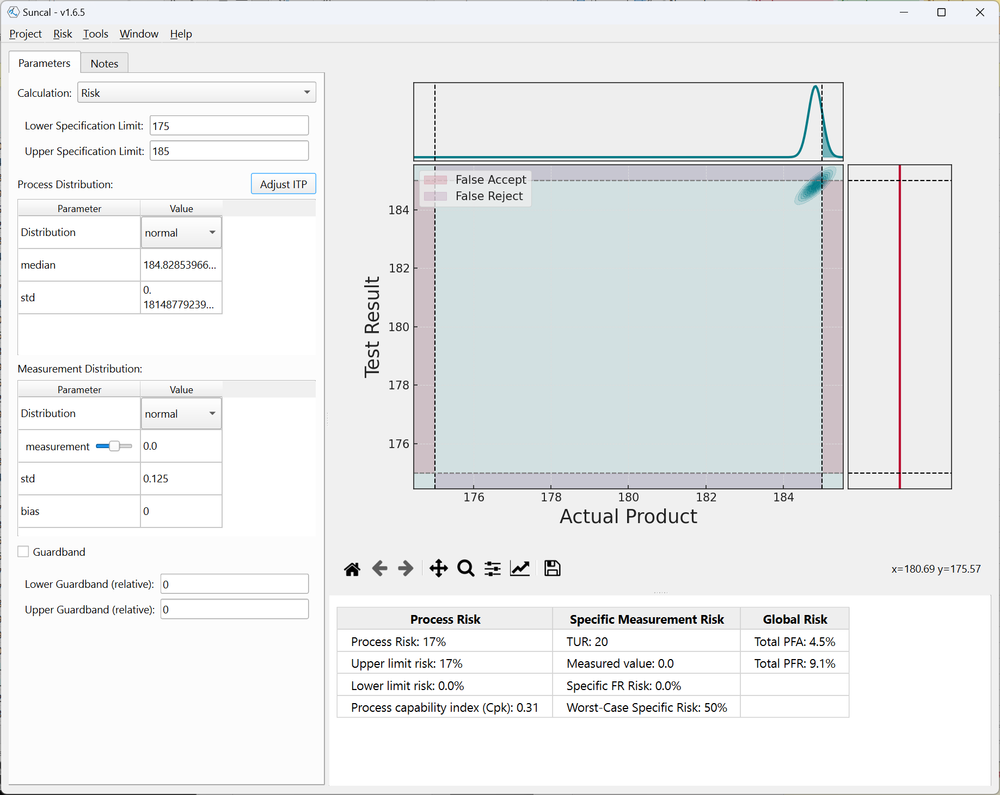 Suncal - v1.6.5
Project Risk Tools Window Help
Parameters Notes
Calculation: Risk
Lower Specification Limit: 175
Upper Specification Limit: 185
Process Distribution: Adjust ITP
Parameter Value
Distribution normal
median 184.82853966...
std 0.
18148779239...
Measurement Distribution:
Parameter Value
Distribution normal
measurement 0.0
std 0.125
bias 0
Guardband
Lower Guardband (relative): 0
Upper Guardband (relative): 0
False Accept
False Reject
184
182
180
178
176
Test Result
176 178 180 182 184
Actual Product
x=180.69 y=175.57
Process Risk Specific Measurement Risk Global Risk
Process Risk: 17% TUR: 20 Total PFA: 4.5%
Upper limit risk: 17% Measured value: 0.0 Total PFR: 9.1%
Lower limit risk: 0.0% Specific FR Risk: 0.0%
Process capability index (Cpk): 0.31 Worst-Case Specific Risk: 50%